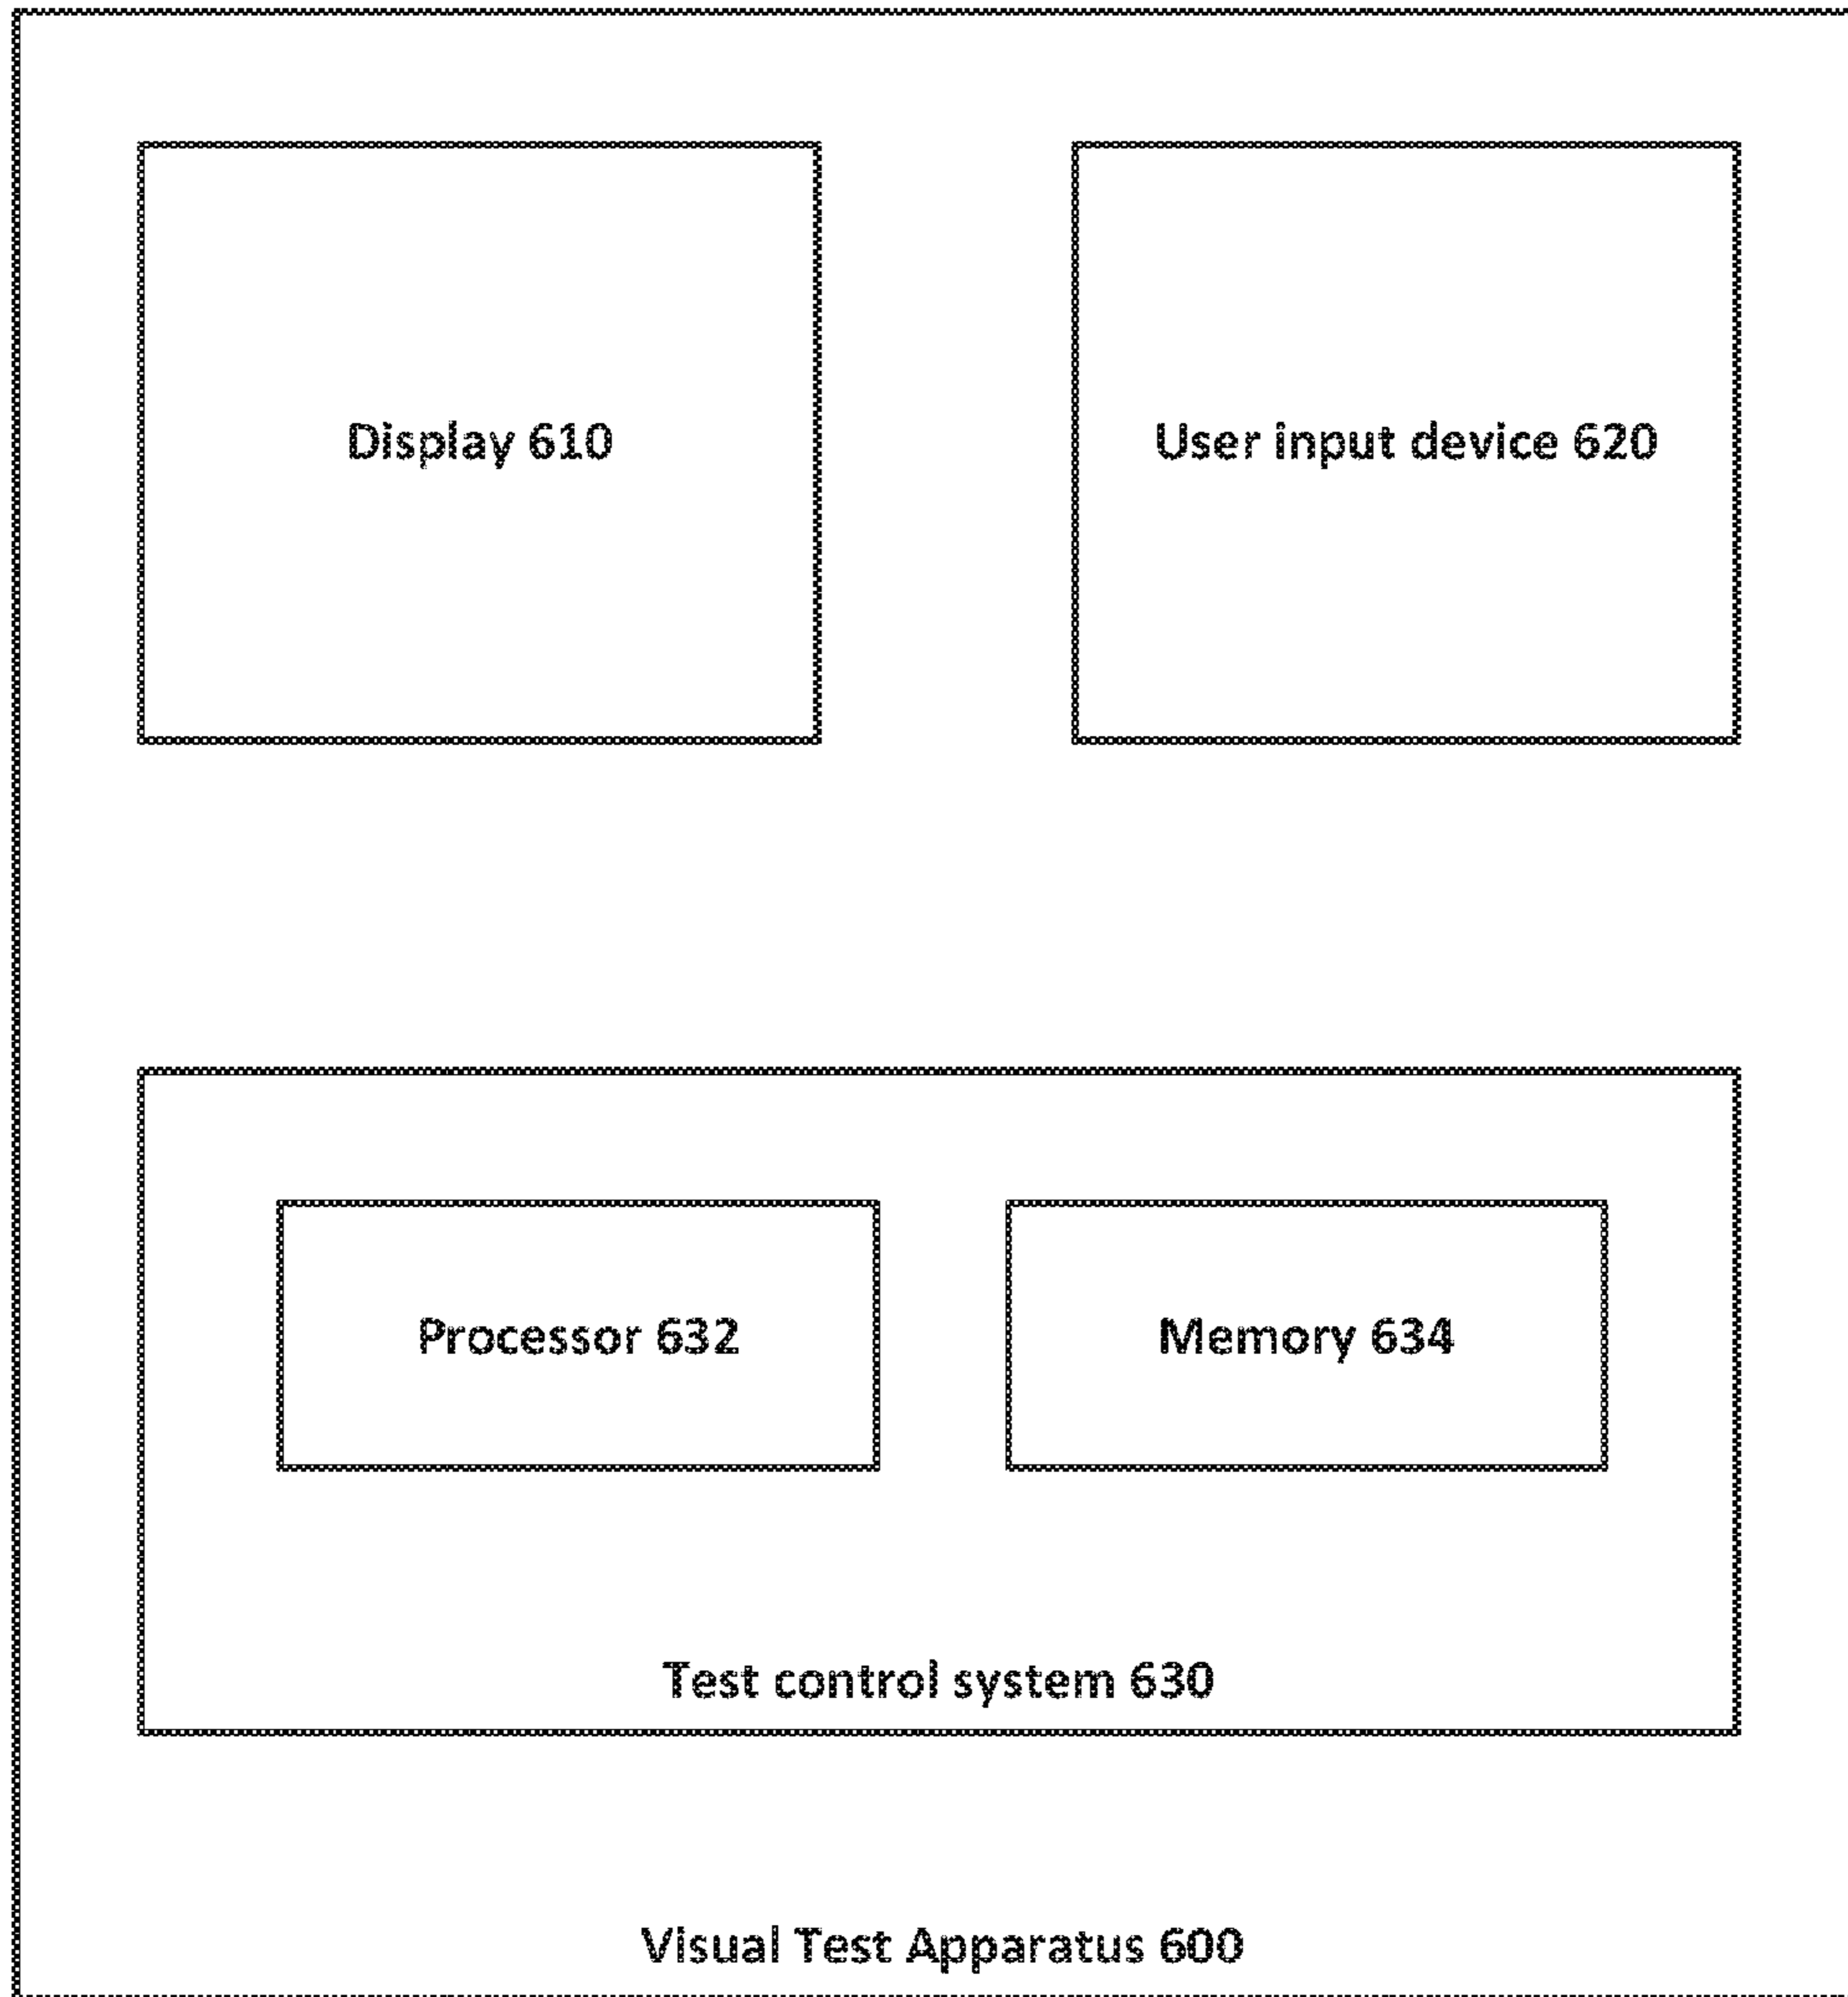 Display 610
User input device 620
Processor 632
Memory 634
Test control system 630
Visual Test Apparatus 600